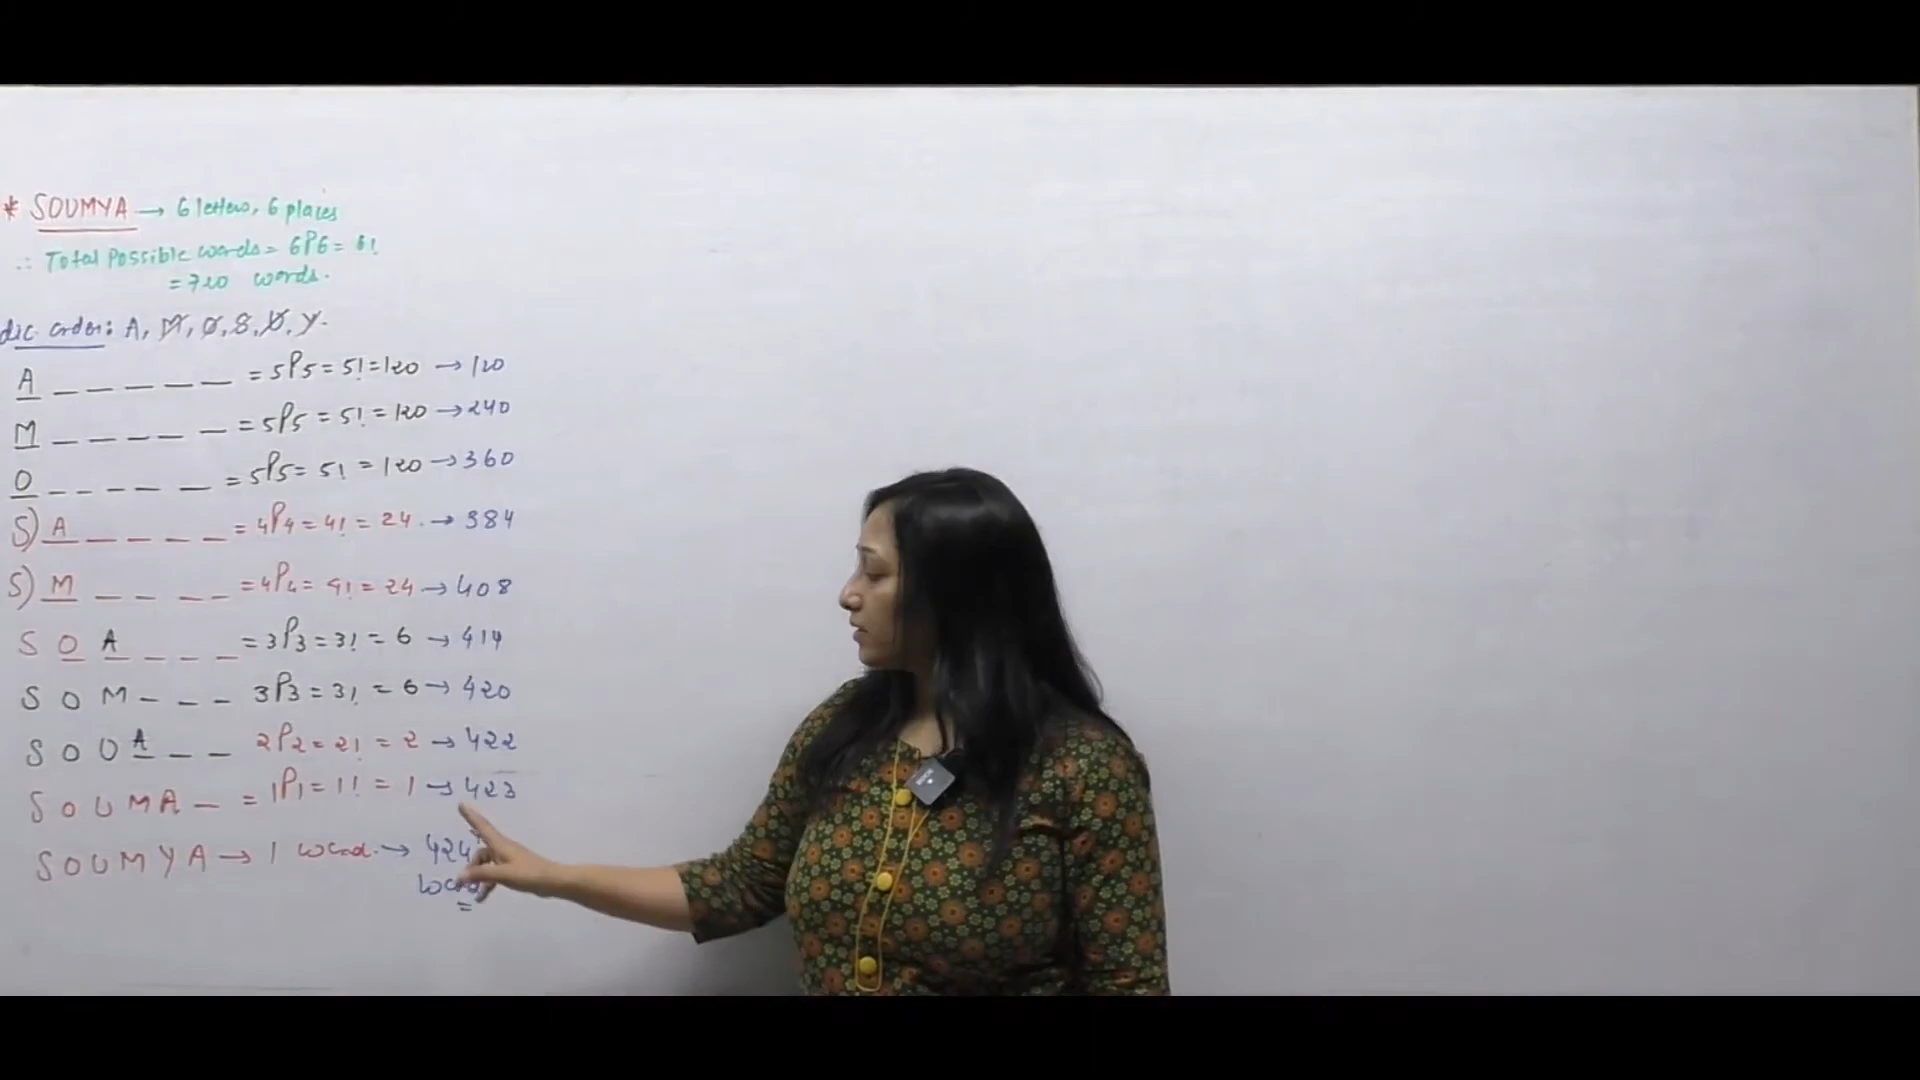 * SOUMYA → 6 letters, 6 places
∴ Total Possible words = 6P6 = 6!
= 720 words.
dic. order: A, M, O, S, U, Y.
A _ _ _ _ _ = 5P5 = 5! = 120 → 120
M _ _ _ _ _ = 5P5 = 5! = 120 → 240
O _ _ _ _ _ = 5P5 = 5! = 120 → 360
S) A _ _ _ _ = 4P4 = 4! = 24. → 384
S) M _ _ _ _ = 4P4 = 4! = 24 → 408
S O A _ _ _ = 3P3 = 3! = 6 → 414
S O M _ _ _ 3P3 = 3! = 6 → 420
S O U A _ _ 2P2 = 2! = 2 → 422
S O U M A _ = 1P1 = 1! = 1 → 423
S O U M Y A → 1 word. → 424